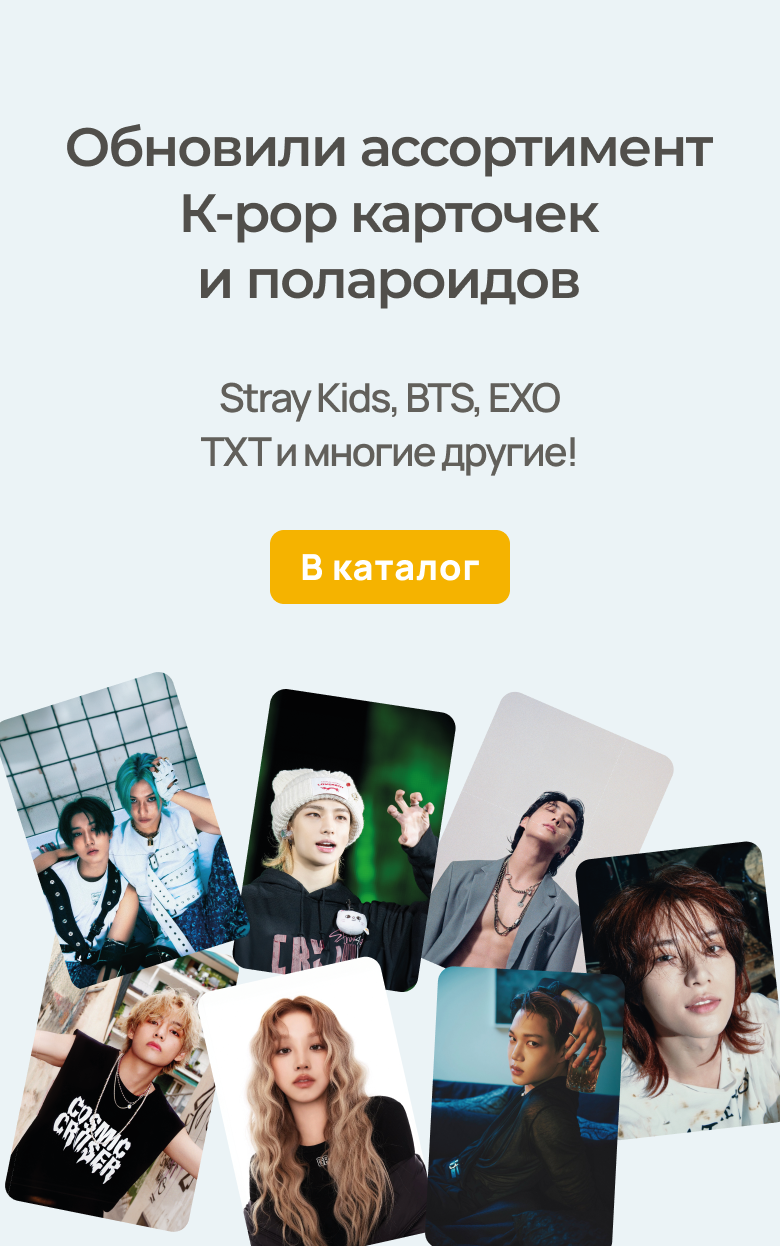 Обновили ассортимент
K-pop карточек
и полароидов
Stray Kids, BTS, EXO
TXT и многие другие!
В каталог
COSMIC
CRUISER